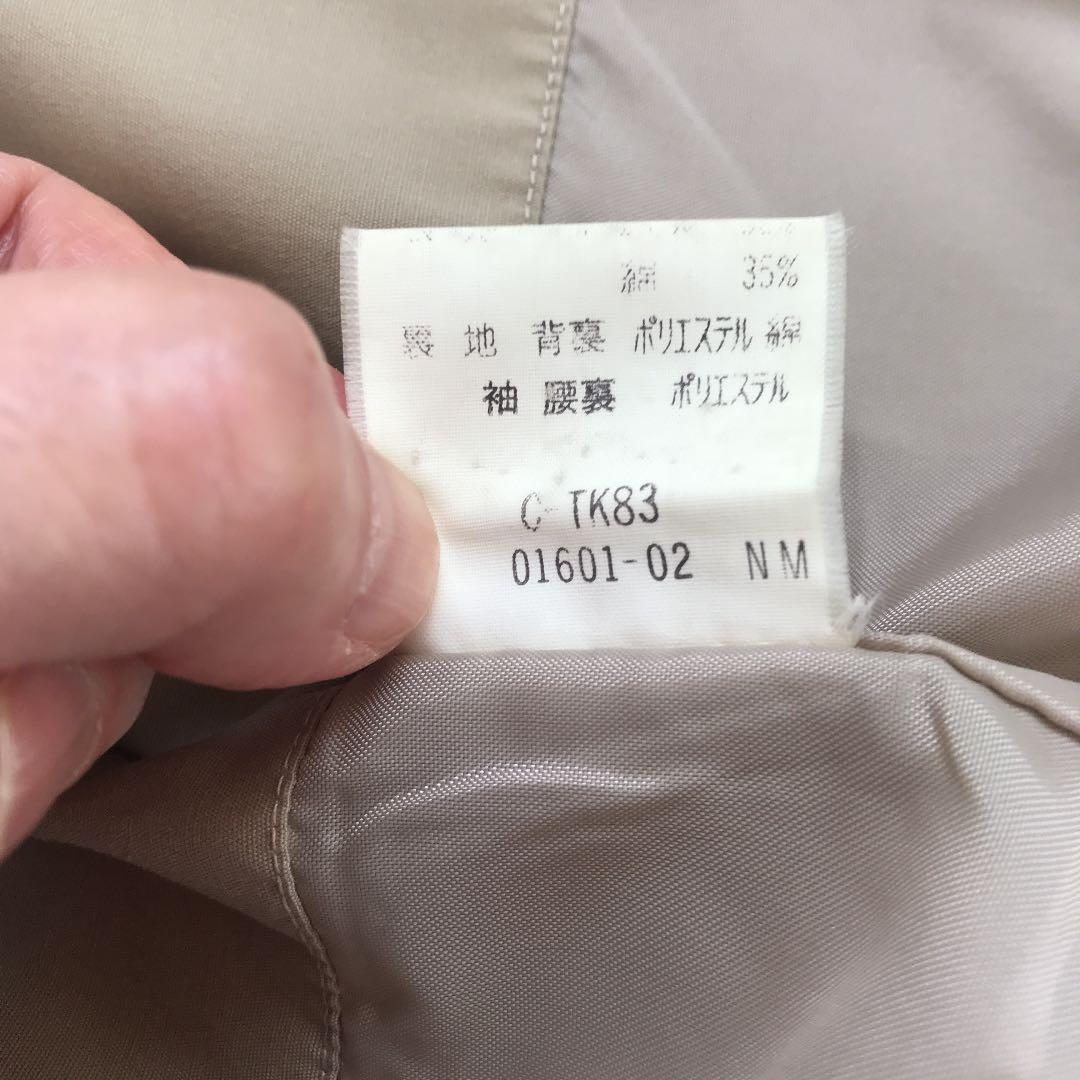 綿 35%
裏 地 背裏 ポリエステル 綿
袖 腰裏 ポリエステル
C-TK83
01601-02 NM